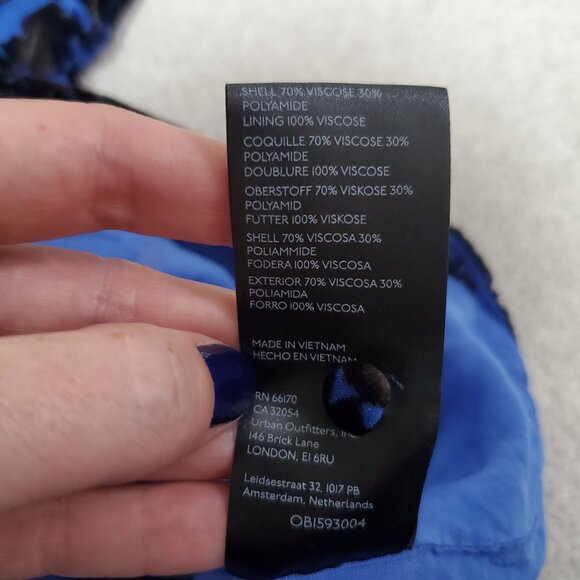 SHELL 70% VISCOSE 30%
POLYAMIDE
LINING 100% VISCOSE
COQUILLE 70% VISCOSE 30%
POLYAMIDE
DOUBLURE 100% VISCOSE
OBERSTOFF 70% VISKOSE 30%
POLYAMID
FUTTER 100% VISKOSE
SHELL 70% VISCOSA 30%
POLIAMMIDE
FODERA 100% VISCOSA
EXTERIOR 70% VISCOSA 30%
POLIAMIDA
FORRO 100% VISCOSA
MADE IN VIETNAM
HECHO EN VIETNAM
RN 66170
CA 32054
Urban Outfitters, Inc.
146 Brick Lane
LONDON, E1 6RU
Leidsestraat 32, 1017 PB
Amsterdam, Netherlands
OB1593004